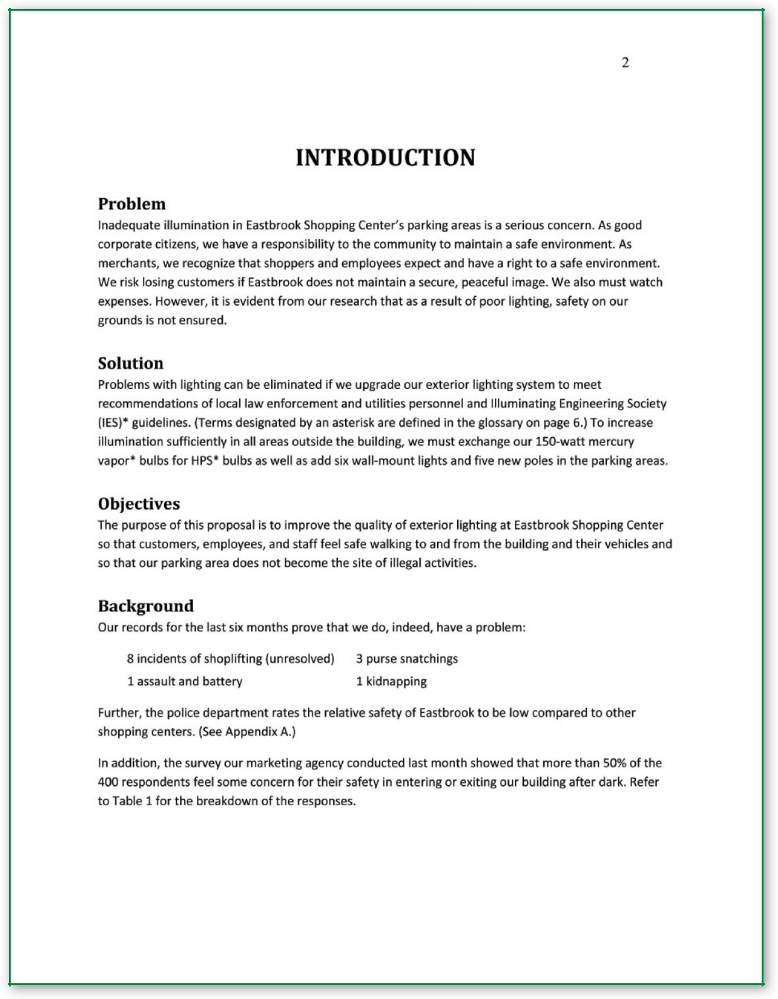 2
INTRODUCTION
Problem
Inadequate illumination in Eastbrook Shopping Center’s parking areas is a serious concern. As good
corporate citizens, we have a responsibility to the community to maintain a safe environment. As
merchants, we recognize that shoppers and employees expect and have a right to a safe environment.
We risk losing customers if Eastbrook does not maintain a secure, peaceful image. We also must watch
expenses. However, it is evident from our research that as a result of poor lighting, safety on our
grounds is not ensured.
Solution
Problems with lighting can be eliminated if we upgrade our exterior lighting system to meet
recommendations of local law enforcement and utilities personnel and Illuminating Engineering Society
(IES)* guidelines. (Terms designated by an asterisk are defined in the glossary on page 6.) To increase
illumination sufficiently in all areas outside the building, we must exchange our 150-watt mercury
vapor* bulbs for HPS* bulbs as well as add six wall-mount lights and five new poles in the parking areas.
Objectives
The purpose of this proposal is to improve the quality of exterior lighting at Eastbrook Shopping Center
so that customers, employees, and staff feel safe walking to and from the building and their vehicles and
so that our parking area does not become the site of illegal activities.
Background
Our records for the last six months prove that we do, indeed, have a problem:
8 incidents of shoplifting (unresolved) 3 purse snatchings
1 assault and battery 1 kidnapping
Further, the police department rates the relative safety of Eastbrook to be low compared to other
shopping centers. (See Appendix A.)
In addition, the survey our marketing agency conducted last month showed that more than 50% of the
400 respondents feel some concern for their safety in entering or exiting our building after dark. Refer
to Table 1 for the breakdown of the responses.